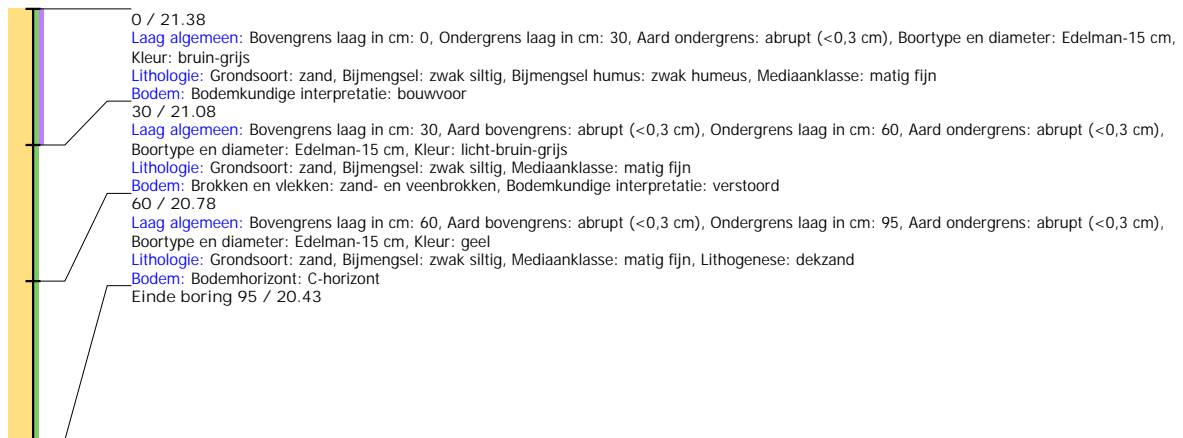 0 / 21.38
Laag algemeen: Bovengrens laag in cm: 0, Ondergrens laag in cm: 30, Aard ondergrens: abrupt (<0,3 cm), Boortype en diameter: Edelman-15 cm,
Kleur: bruin-grijs
Lithologie: Grondsoort: zand, Bijmengsel: zwak siltig, Bijmengsel humus: zwak humeus, Mediaanklasse: matig fijn
Bodem: Bodemkundige interpretatie: bouwvoor
30 / 21.08
Laag algemeen: Bovengrens laag in cm: 30, Aard bovengrens: abrupt (<0,3 cm), Ondergrens laag in cm: 60, Aard ondergrens: abrupt (<0,3 cm),
Boortype en diameter: Edelman-15 cm, Kleur: licht-bruin-grijs
Lithologie: Grondsoort: zand, Bijmengsel: zwak siltig, Mediaanklasse: matig fijn
Bodem: Brokken en vlekken: zand- en veenbrokken, Bodemkundige interpretatie: verstoord
60 / 20.78
Laag algemeen: Bovengrens laag in cm: 60, Aard bovengrens: abrupt (<0,3 cm), Ondergrens laag in cm: 95, Aard ondergrens: abrupt (<0,3 cm),
Boortype en diameter: Edelman-15 cm, Kleur: geel
Lithologie: Grondsoort: zand, Bijmengsel: zwak siltig, Mediaanklasse: matig fijn, Lithogenese: dekzand
Bodem: Bodemhorizont: C-horizont
Einde boring 95 / 20.43